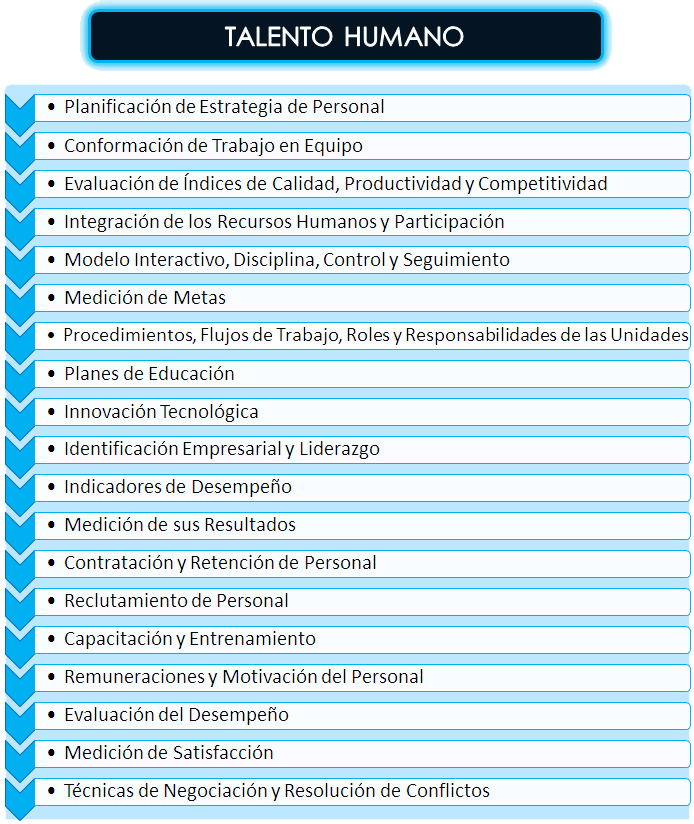 TALENTO HUMANO
• Planificación de Estrategia de Personal
• Conformación de Trabajo en Equipo
• Evaluación de Índices de Calidad, Productividad y Competitividad
• Integración de los Recursos Humanos y Participación
• Modelo Interactivo, Disciplina, Control y Seguimiento
• Medición de Metas
• Procedimientos, Flujos de Trabajo, Roles y Responsabilidades de las Unidades
• Planes de Educación
• Innovación Tecnológica
• Identificación Empresarial y Liderazgo
• Indicadores de Desempeño
• Medición de sus Resultados
• Contratación y Retención de Personal
• Reclutamiento de Personal
• Capacitación y Entrenamiento
• Remuneraciones y Motivación del Personal
• Evaluación del Desempeño
• Medición de Satisfacción
• Técnicas de Negociación y Resolución de Conflictos